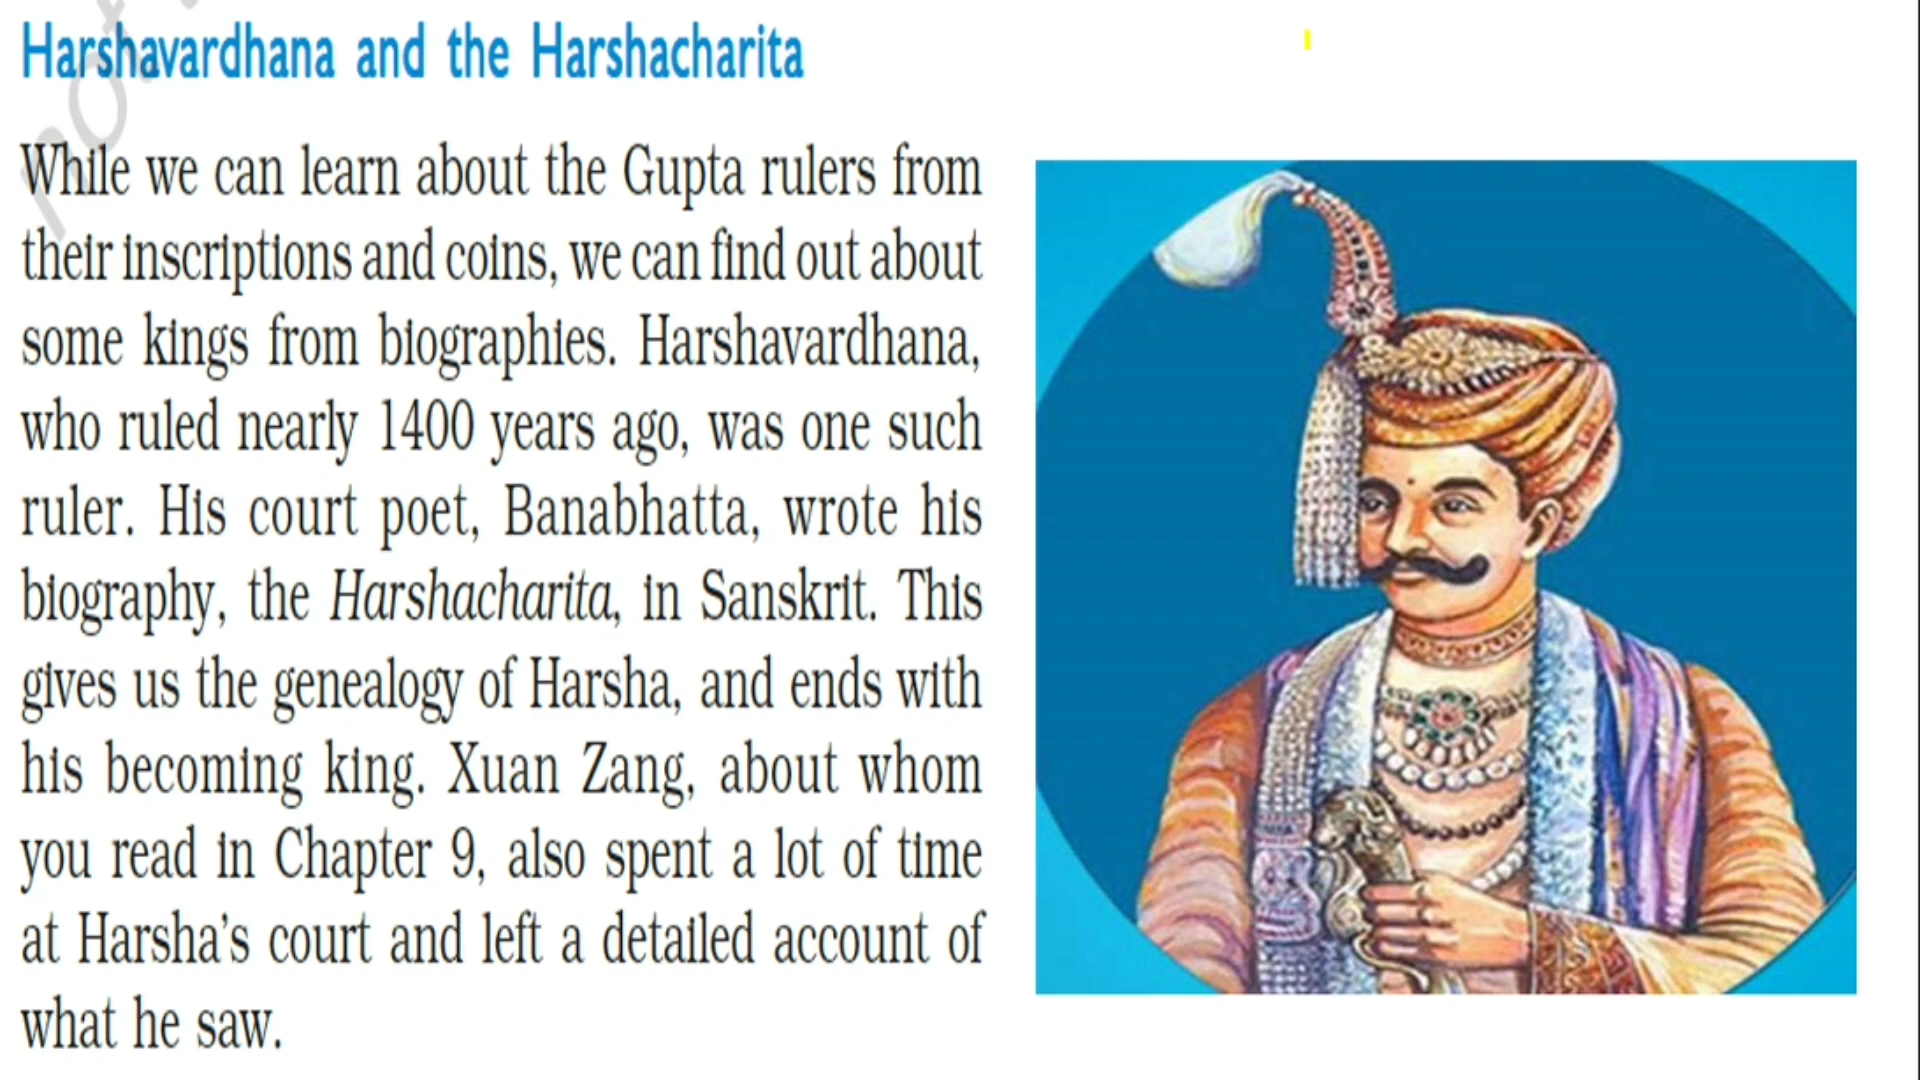 Harshavardhana and the Harshacharita
While we can learn about the Gupta rulers from
their inscriptions and coins, we can find out about
some kings from biographies. Harshavardhana,
who ruled nearly 1400 years ago, was one such
ruler. His court poet, Banabhatta, wrote his
biography, the Harshacharita, in Sanskrit. This
gives us the genealogy of Harsha, and ends with
his becoming king. Xuan Zang, about whom
you read in Chapter 9, also spent a lot of time
at Harsha's court and left a detailed account of
what he saw.
not